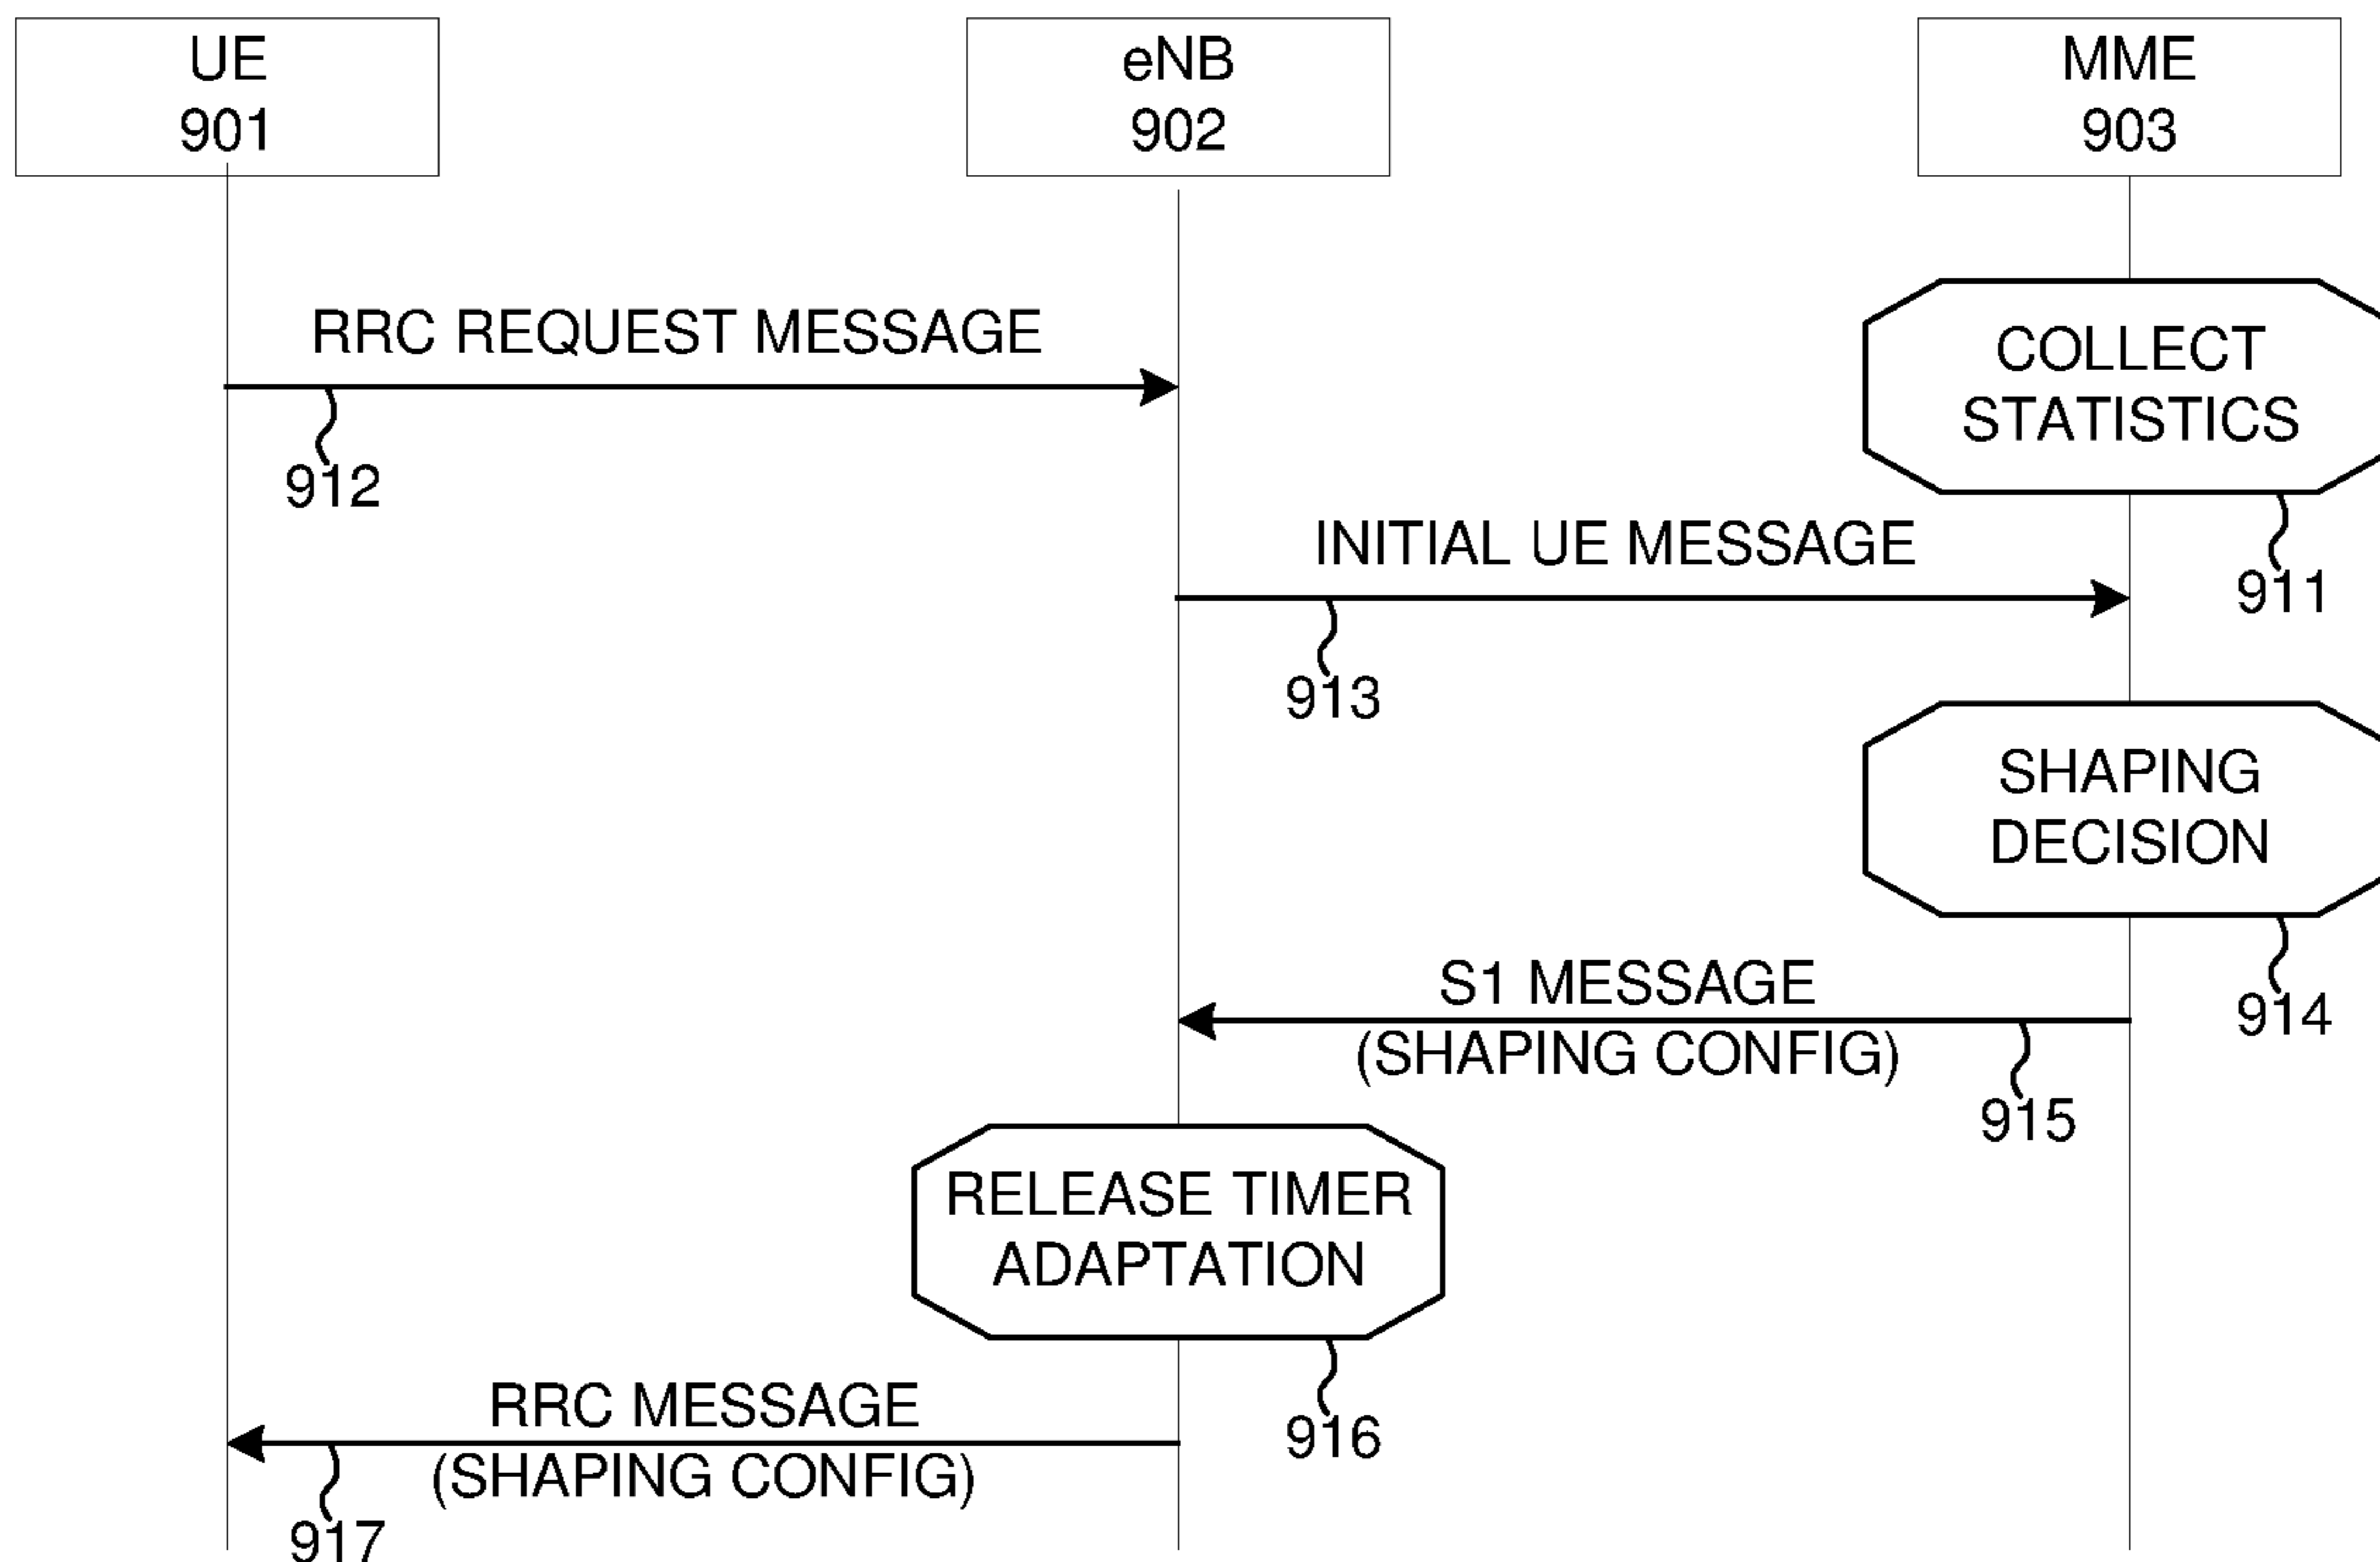 UE
901
eNB
902
MME
903
RRC REQUEST MESSAGE
912
COLLECT
STATISTICS
911
INITIAL UE MESSAGE
913
SHAPING
DECISION
914
S1 MESSAGE
(SHAPING CONFIG)
915
RELEASE TIMER
ADAPTATION
916
RRC MESSAGE
(SHAPING CONFIG)
917